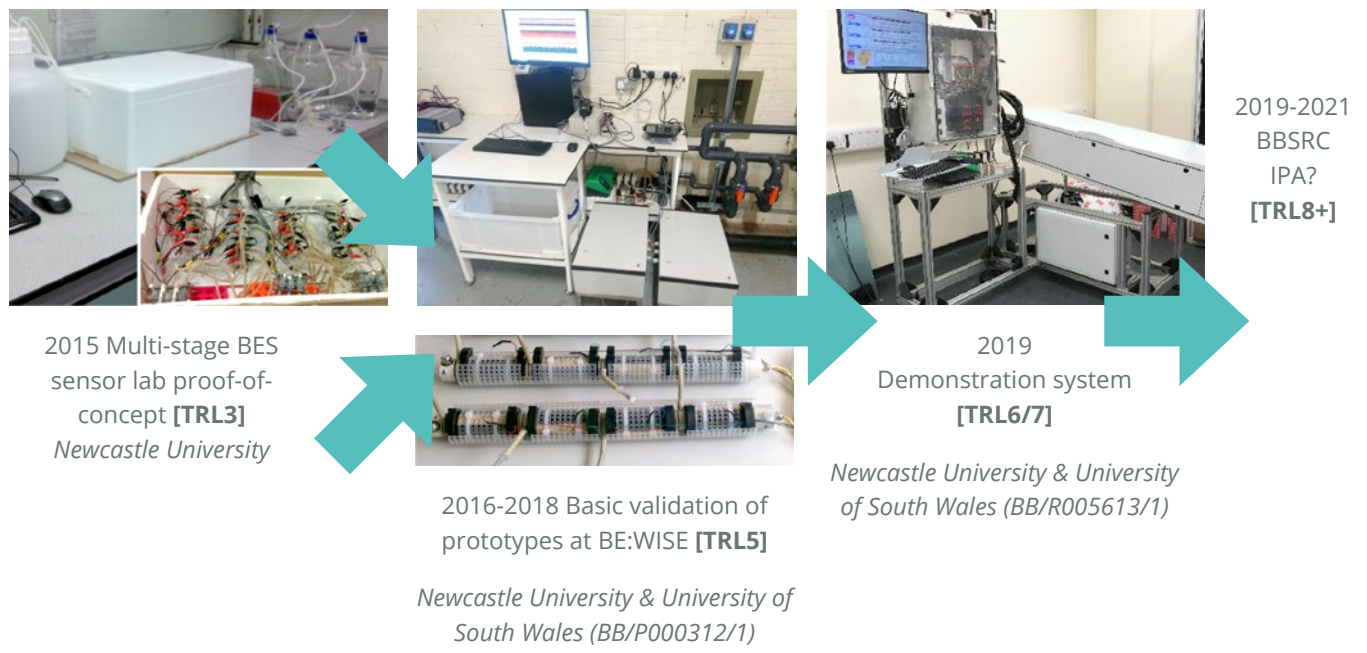 2015 Multi-stage BES
sensor lab proof-of-
concept [TRL3]
Newcastle University
2016-2018 Basic validation of
prototypes at BE:WISE [TRL5]
Newcastle University & University of
South Wales (BB/P000312/1)
2019
Demonstration system
[TRL6/7]
Newcastle University & University
of South Wales (BB/R005613/1)
2019-2021
BBSRC
IPA?
[TRL8+]